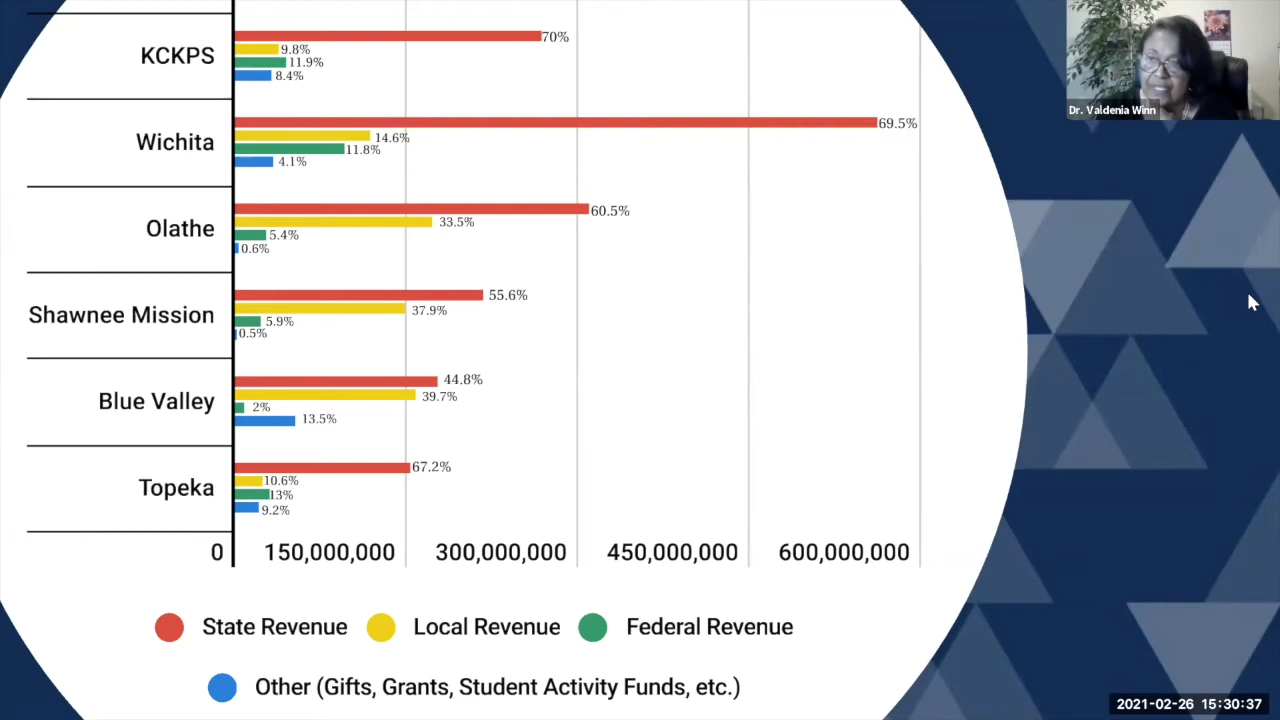 Dr. Valdenia Winn
KCKPS
70%
9.8%
11.9%
8.4%
Wichita
69.5%
14.6%
11.8%
4.1%
Olathe
60.5%
33.5%
5.4%
0.6%
Shawnee Mission
55.6%
37.9%
5.9%
0.5%
Blue Valley
44.8%
39.7%
2%
13.5%
Topeka
67.2%
10.6%
13%
9.2%
0 150,000,000 300,000,000 450,000,000 600,000,000
State Revenue Local Revenue Federal Revenue
Other (Gifts, Grants, Student Activity Funds, etc.)
2021-02-26 15:30:37